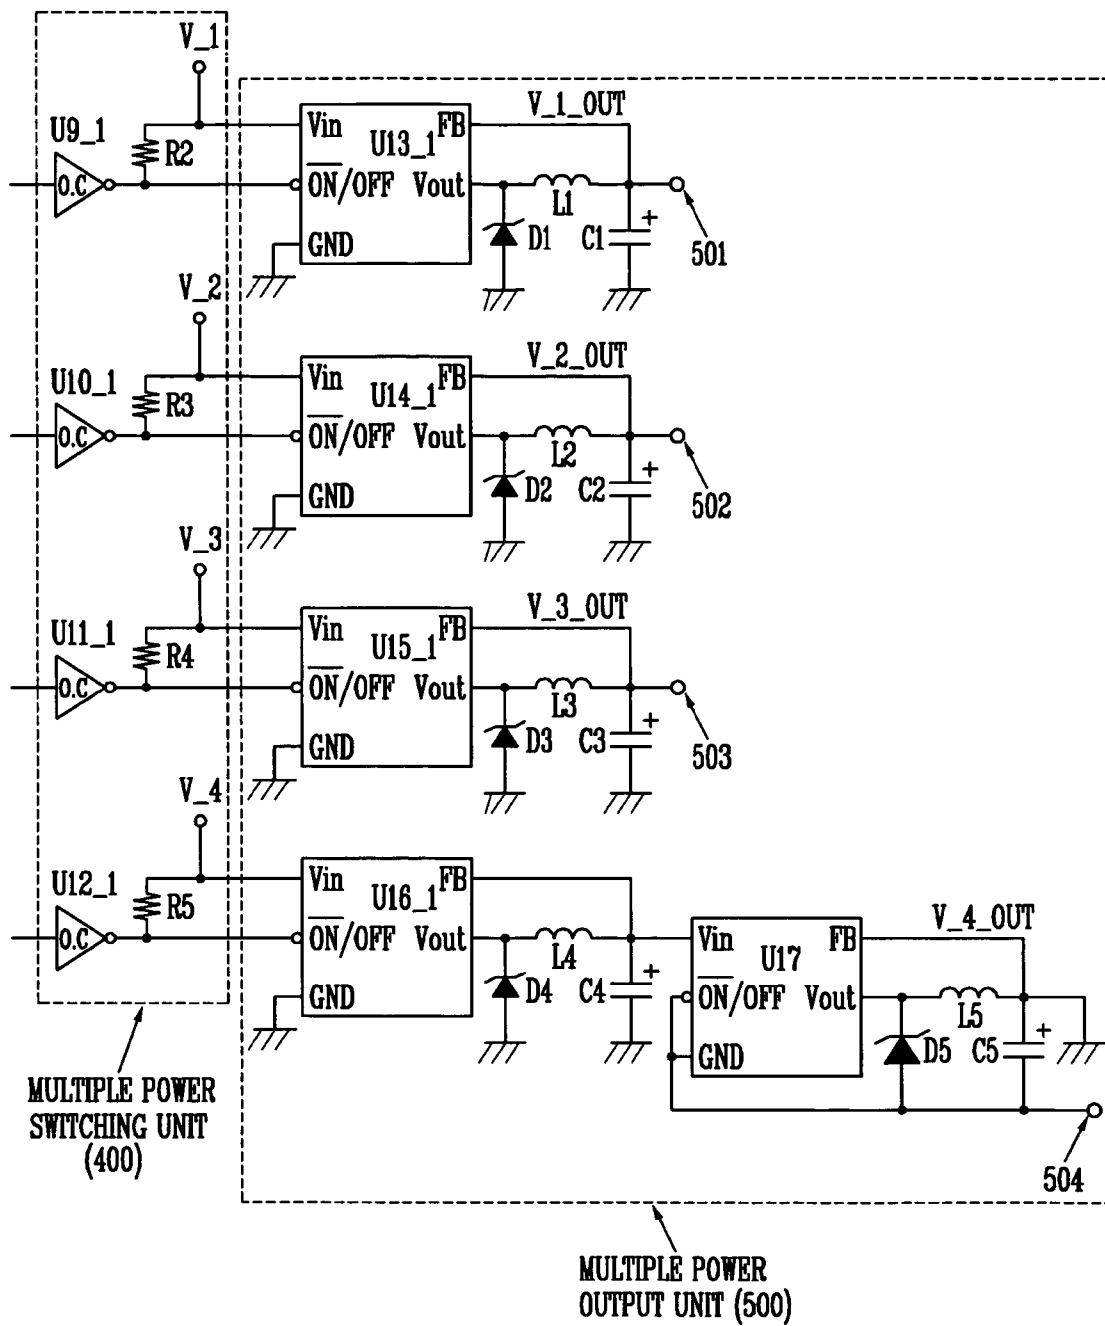 V_1
U9_1
O.C
R2
Vin
FB
U13_1
ON/OFF
Vout
GND
V_1_OUT
L1
D1
C1
+
501
V_2
U10_1
O.C
R3
Vin
FB
U14_1
ON/OFF
Vout
GND
V_2_OUT
L2
D2
C2
+
502
V_3
U11_1
O.C
R4
Vin
FB
U15_1
ON/OFF
Vout
GND
V_3_OUT
L3
D3
C3
+
503
V_4
U12_1
O.C
R5
Vin
FB
U16_1
ON/OFF
Vout
GND
L4
D4
C4
+
Vin
FB
U17
ON/OFF
Vout
GND
V_4_OUT
L5
D5
C5
+
504
MULTIPLE POWER
SWITCHING UNIT
(400)
MULTIPLE POWER
OUTPUT UNIT (500)